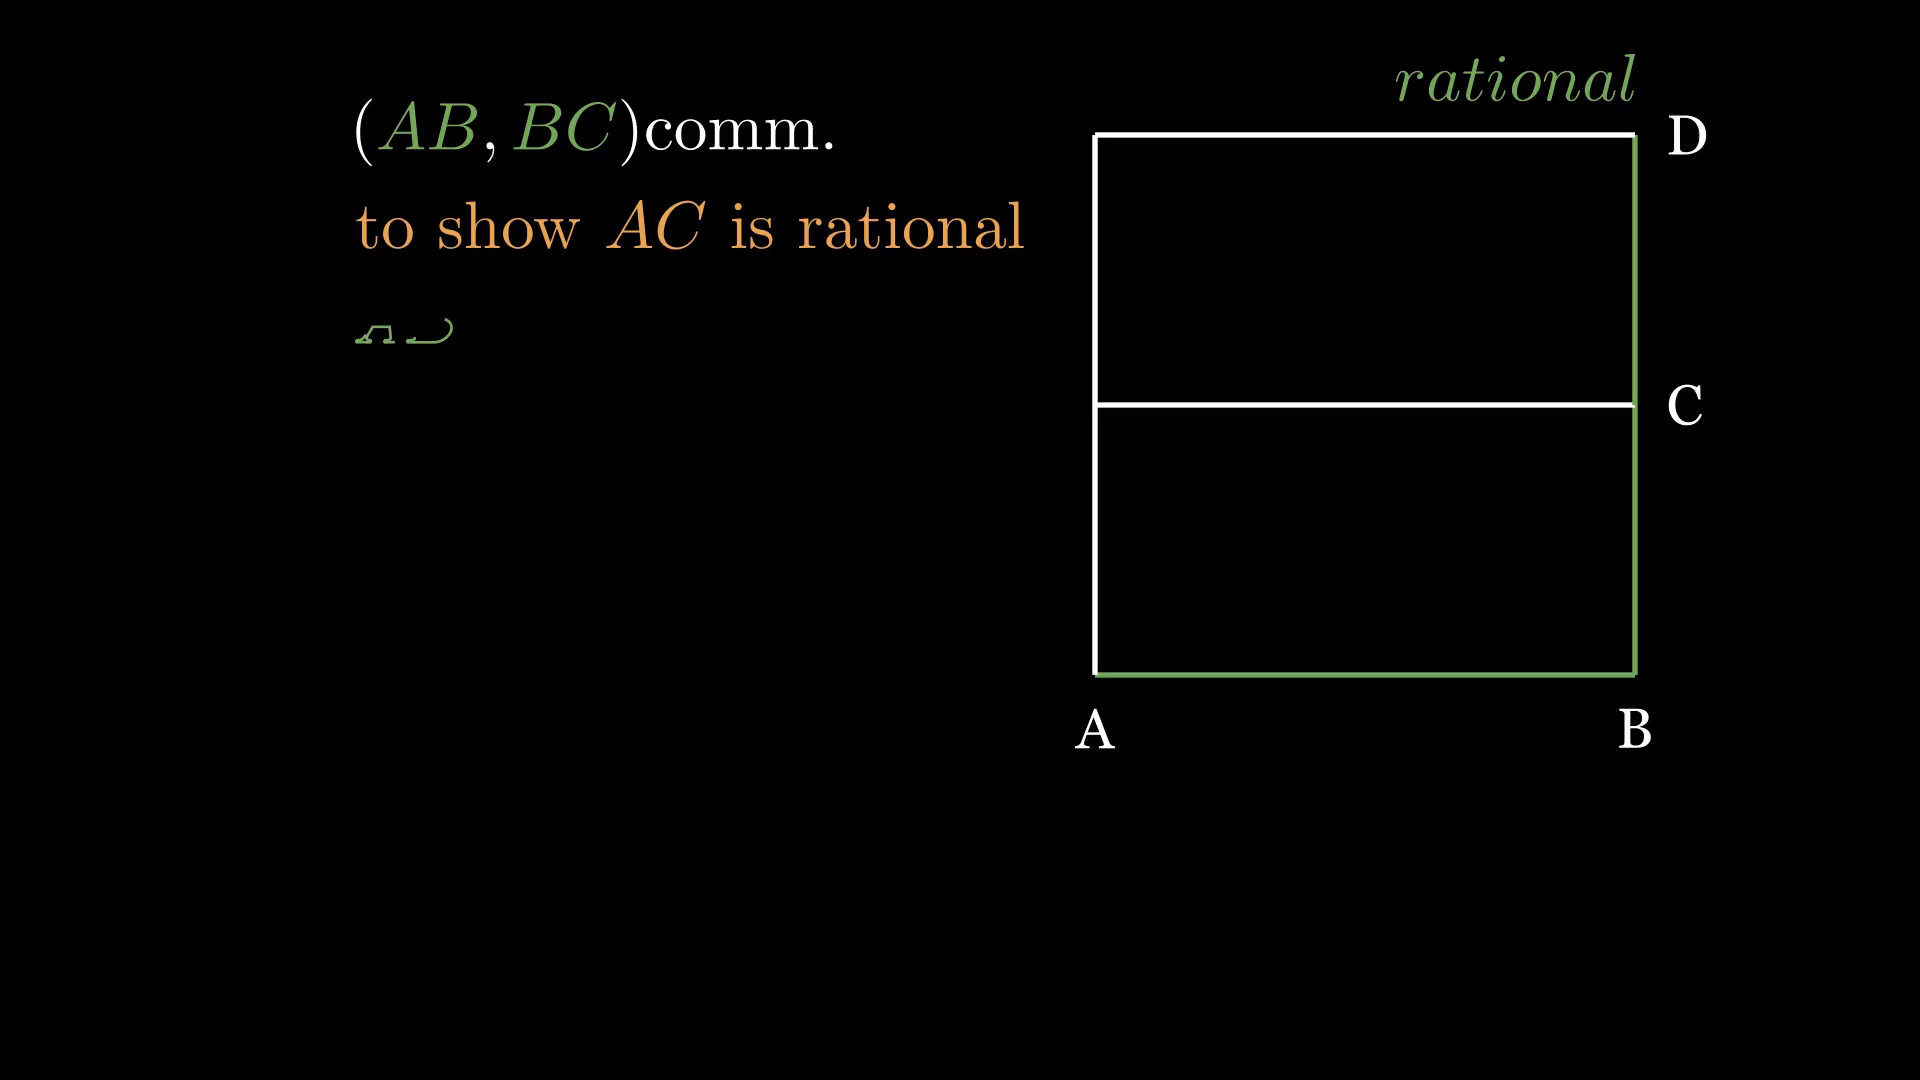 rational
(AB, BC)comm.
to show AC is rational
D
C
A B